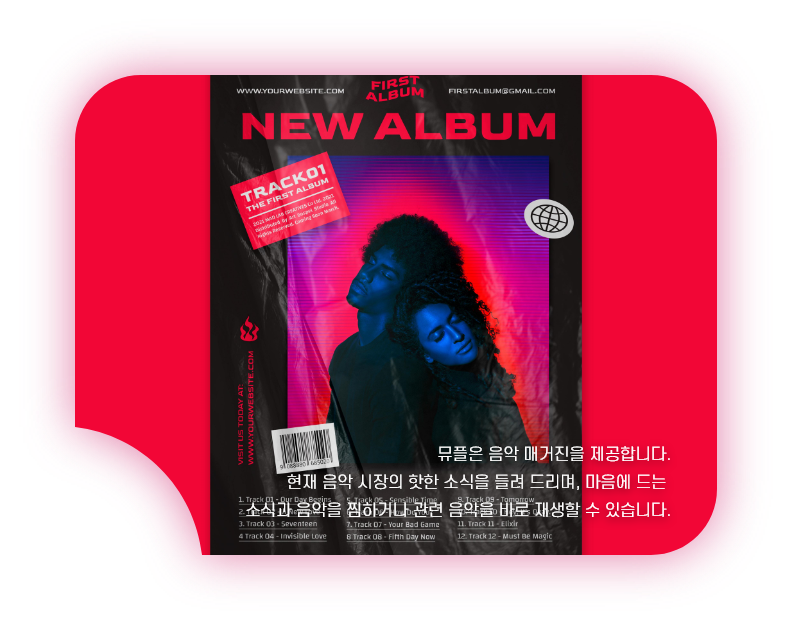 FIRST
ALBUM
WWW.YOURWEBSITE.COM
FIRSTALBUM@GMAIL.COM
NEW ALBUM
TRACK01
THE FIRST ALBUM
VISIT US TODAY AT:
WWW.YOURWEBSITE.COM
뮤플은 음악 매거진을 제공합니다.
현재 음악 시장의 핫한 소식을 들려 드리며, 마음에 드는
소식과 음악을 찜하거나 관련 음악을 바로 재생할 수 있습니다.
1. Track 01 - Our Day Begins
3. Track 03 - Seventeen
4 Track 04 - Invisible Love
5. Track 05 - Sensible Time
7. Track 07 - Your Bad Game
8. Track 08 - Fifth Day Now
9. Track 09 - Tomorrow
11. Track 11 - Elixir
12. Track 12 - Must Be Magic